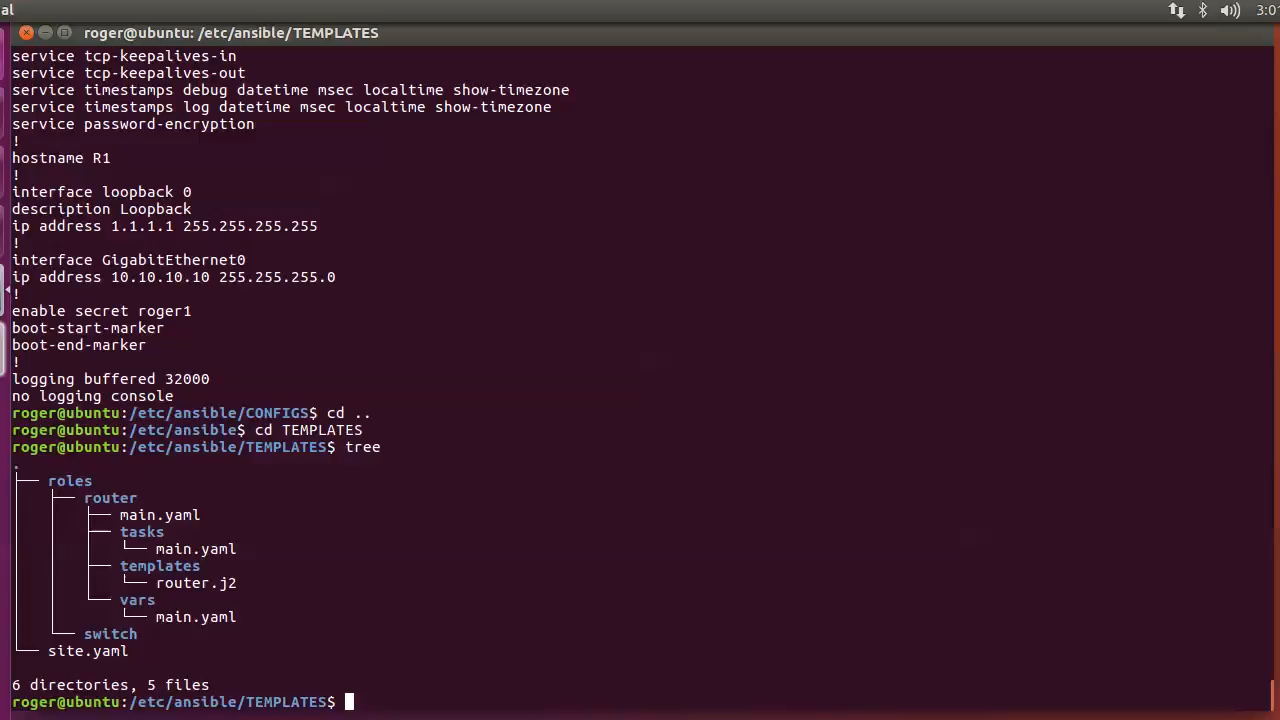 al
3:01
roger@ubuntu: /etc/ansible/TEMPLATES
service tcp-keepalives-in
service tcp-keepalives-out
service timestamps debug datetime msec localtime show-timezone
service timestamps log datetime msec localtime show-timezone
service password-encryption
!
hostname R1
!
interface loopback 0
description Loopback
ip address 1.1.1.1 255.255.255.255
!
interface GigabitEthernet0
ip address 10.10.10.10 255.255.255.0
!
enable secret roger1
boot-start-marker
boot-end-marker
!
logging buffered 32000
no logging console
roger@ubuntu:/etc/ansible/CONFIGS$ cd ..
roger@ubuntu:/etc/ansible$ cd TEMPLATES
roger@ubuntu:/etc/ansible/TEMPLATES$ tree
.
├── roles
│   ├── router
│   │   ├── main.yaml
│   │   ├── tasks
│   │   │   └── main.yaml
│   │   ├── templates
│   │   │   └── router.j2
│   │   └── vars
│   │       └── main.yaml
│   └── switch
└── site.yaml
6 directories, 5 files
roger@ubuntu:/etc/ansible/TEMPLATES$